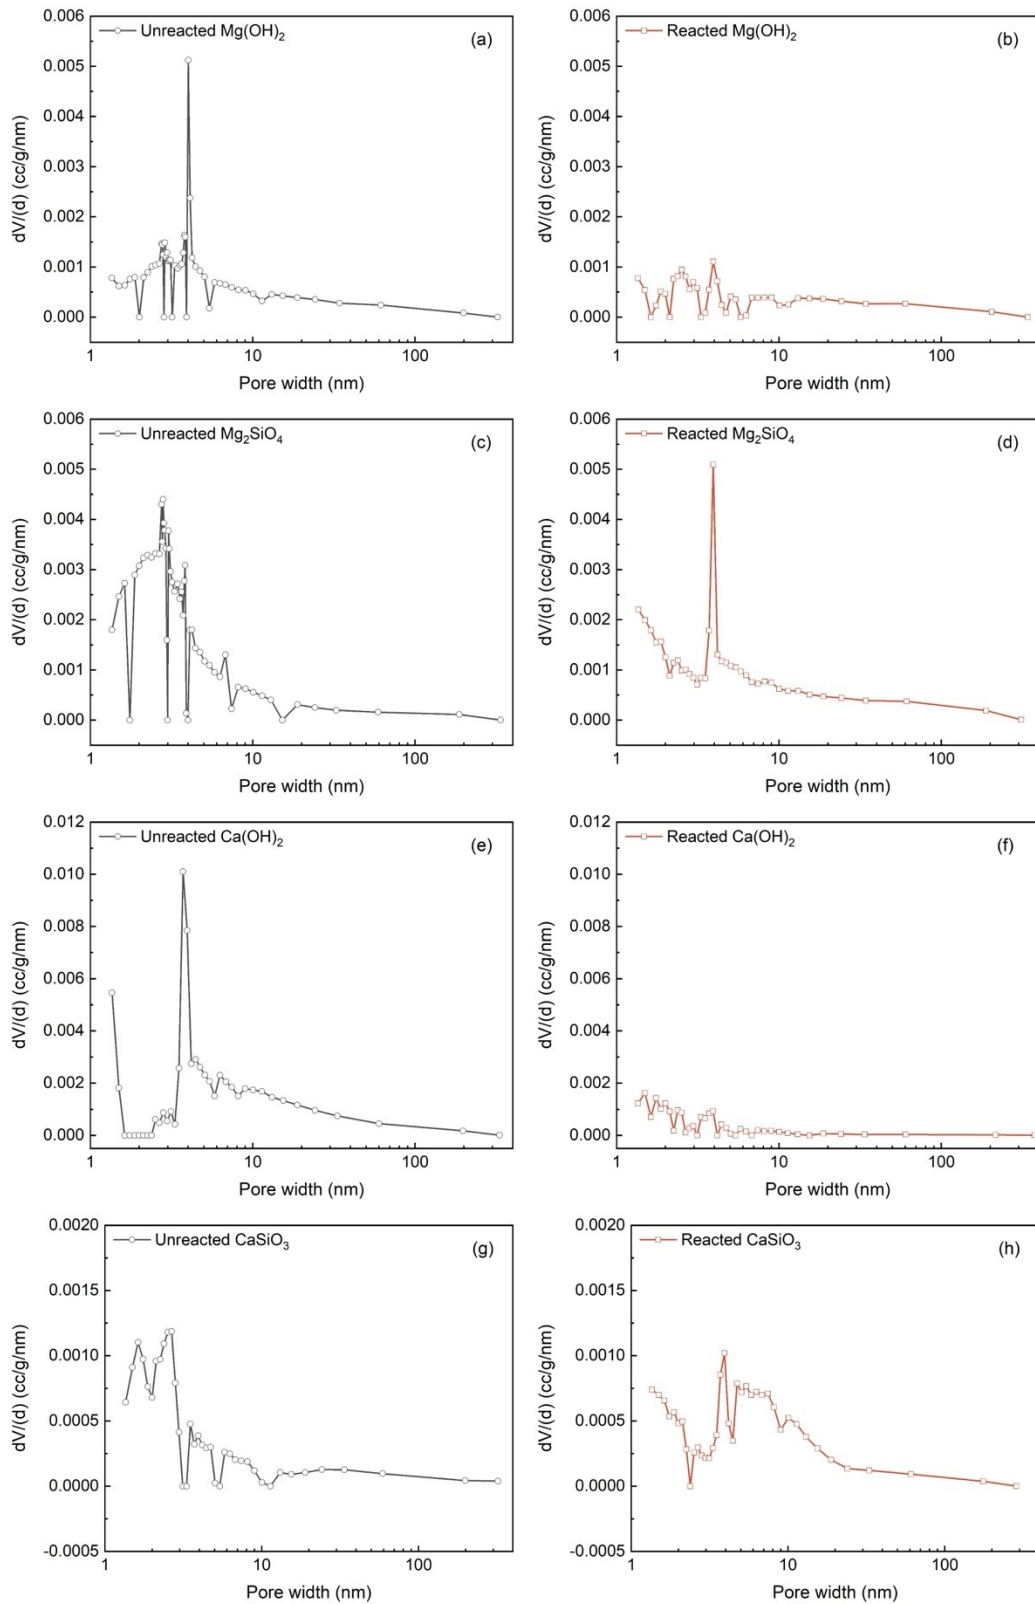 0.006
0.005
0.004
0.003
0.002
0.001
0.000
dV/(d) (cc/g/nm)
Unreacted Mg(OH)2
(a)
1 10 100
Pore width (nm)
0.006
0.005
0.004
0.003
0.002
0.001
0.000
dV/(d) (cc/g/nm)
Reacted Mg(OH)2
(b)
1 10 100
Pore width (nm)
0.006
0.005
0.004
0.003
0.002
0.001
0.000
dV/(d) (cc/g/nm)
Unreacted Mg2SiO4
(c)
1 10 100
Pore width (nm)
0.006
0.005
0.004
0.003
0.002
0.001
0.000
dV/(d) (cc/g/nm)
Reacted Mg2SiO4
(d)
1 10 100
Pore width (nm)
0.012
0.010
0.008
0.006
0.004
0.002
0.000
dV/(d) (cc/g/nm)
Unreacted Ca(OH)2
(e)
1 10 100
Pore width (nm)
0.012
0.010
0.008
0.006
0.004
0.002
0.000
dV/(d) (cc/g/nm)
Reacted Ca(OH)2
(f)
1 10 100
Pore width (nm)
0.0020
0.0015
0.0010
0.0005
0.0000
-0.0005
dV/(d) (cc/g/nm)
Unreacted CaSiO3
(g)
1 10 100
Pore width (nm)
0.0020
0.0015
0.0010
0.0005
0.0000
-0.0005
dV/(d) (cc/g/nm)
Reacted CaSiO3
(h)
1 10 100
Pore width (nm)